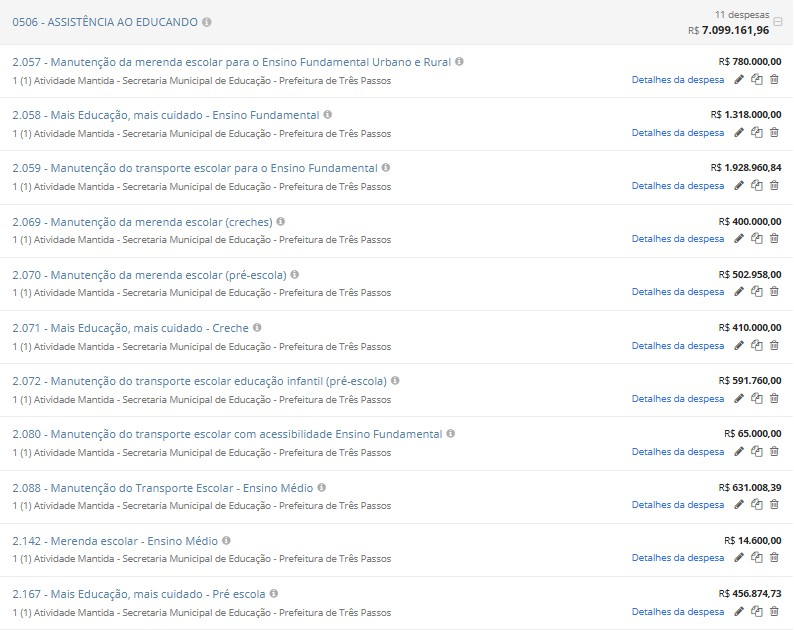 0506 - ASSISTÊNCIA AO EDUCANDO
11 despesas
R$ 7.099.161,96
2.057 - Manutenção da merenda escolar para o Ensino Fundamental Urbano e Rural
R$ 780.000,00
1 (1) Atividade Mantida - Secretaria Municipal de Educação - Prefeitura de Três Passos
Detalhes da despesa
2.058 - Mais Educação, mais cuidado - Ensino Fundamental
R$ 1.318.000,00
1 (1) Atividade Mantida - Secretaria Municipal de Educação - Prefeitura de Três Passos
Detalhes da despesa
2.059 - Manutenção do transporte escolar para o Ensino Fundamental
R$ 1.928.960,84
1 (1) Atividade Mantida - Secretaria Municipal de Educação - Prefeitura de Três Passos
Detalhes da despesa
2.069 - Manutenção da merenda escolar (creches)
R$ 400.000,00
1 (1) Atividade Mantida - Secretaria Municipal de Educação - Prefeitura de Três Passos
Detalhes da despesa
2.070 - Manutenção da merenda escolar (pré-escola)
R$ 502.958,00
1 (1) Atividade Mantida - Secretaria Municipal de Educação - Prefeitura de Três Passos
Detalhes da despesa
2.071 - Mais Educação, mais cuidado - Creche
R$ 410.000,00
1 (1) Atividade Mantida - Secretaria Municipal de Educação - Prefeitura de Três Passos
Detalhes da despesa
2.072 - Manutenção do transporte escolar educação infantil (pré-escola)
R$ 591.760,00
1 (1) Atividade Mantida - Secretaria Municipal de Educação - Prefeitura de Três Passos
Detalhes da despesa
2.080 - Manutenção do transporte escolar com acessibilidade Ensino Fundamental
R$ 65.000,00
1 (1) Atividade Mantida - Secretaria Municipal de Educação - Prefeitura de Três Passos
Detalhes da despesa
2.088 - Manutenção do Transporte Escolar - Ensino Médio
R$ 631.008,39
1 (1) Atividade Mantida - Secretaria Municipal de Educação - Prefeitura de Três Passos
Detalhes da despesa
2.142 - Merenda escolar - Ensino Médio
R$ 14.600,00
1 (1) Atividade Mantida - Secretaria Municipal de Educação - Prefeitura de Três Passos
Detalhes da despesa
2.167 - Mais Educação, mais cuidado - Pré escola
R$ 456.874,73
1 (1) Atividade Mantida - Secretaria Municipal de Educação - Prefeitura de Três Passos
Detalhes da despesa